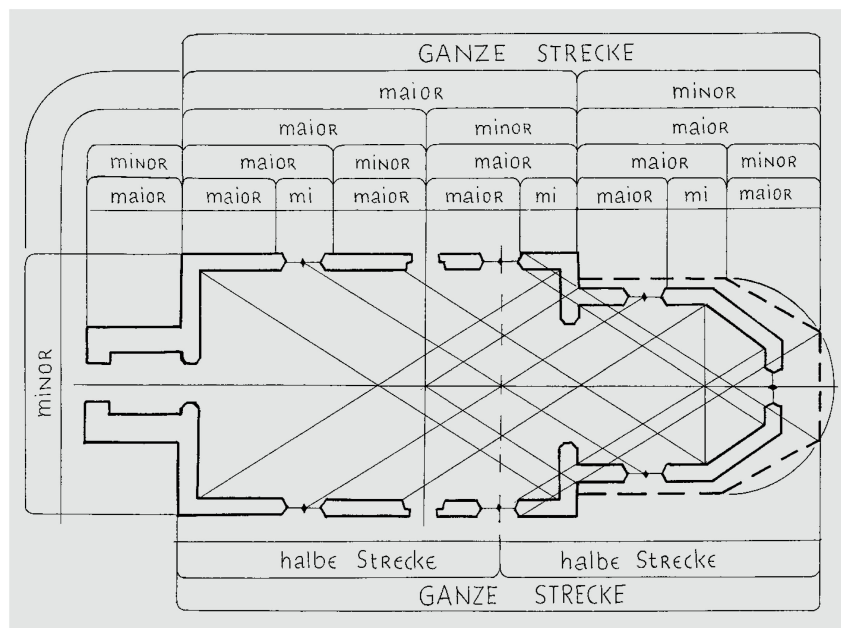 GANZE STRECKE
maior minor
maior minor maior
minor maior minor maior maior minor
maior maior mi maior maior mi maior mi maior
minor
halbe Strecke halbe Strecke
GANZE STRECKE